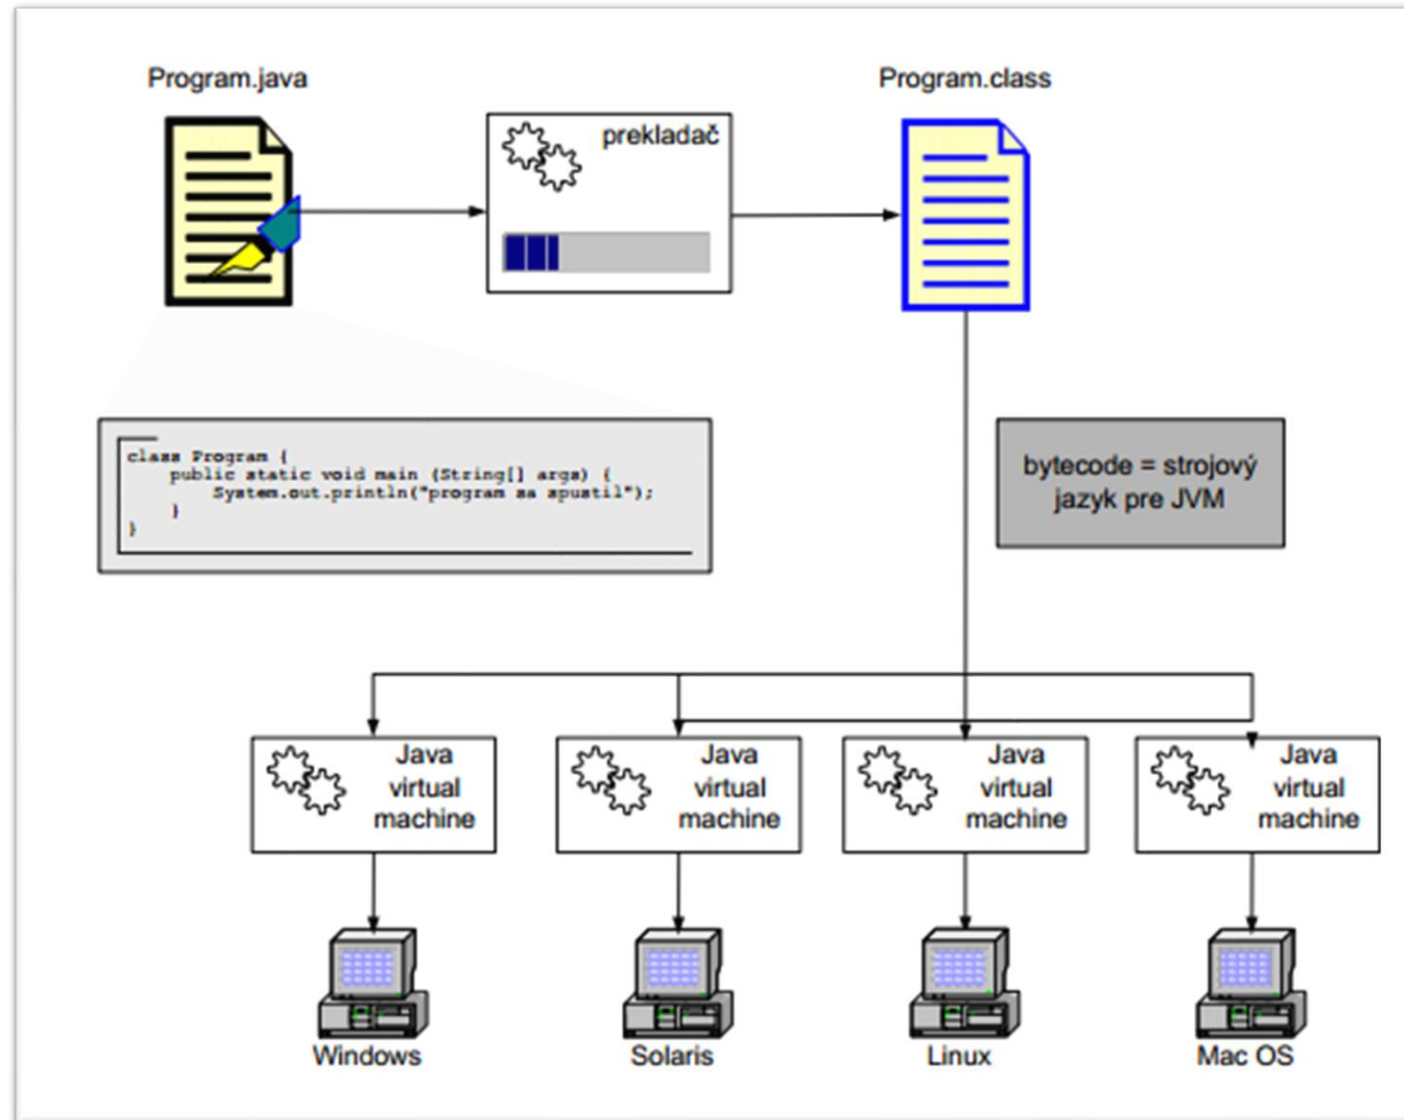 Program.java
Program.class
prekladač
class Program {
public static void main (String[] args) {
System.out.println("program sa spustil");
}
}
bytecode = strojový
jazyk pre JVM
Java
virtual
machine
Java
virtual
machine
Java
virtual
machine
Java
virtual
machine
Windows
Solaris
Linux
Mac OS